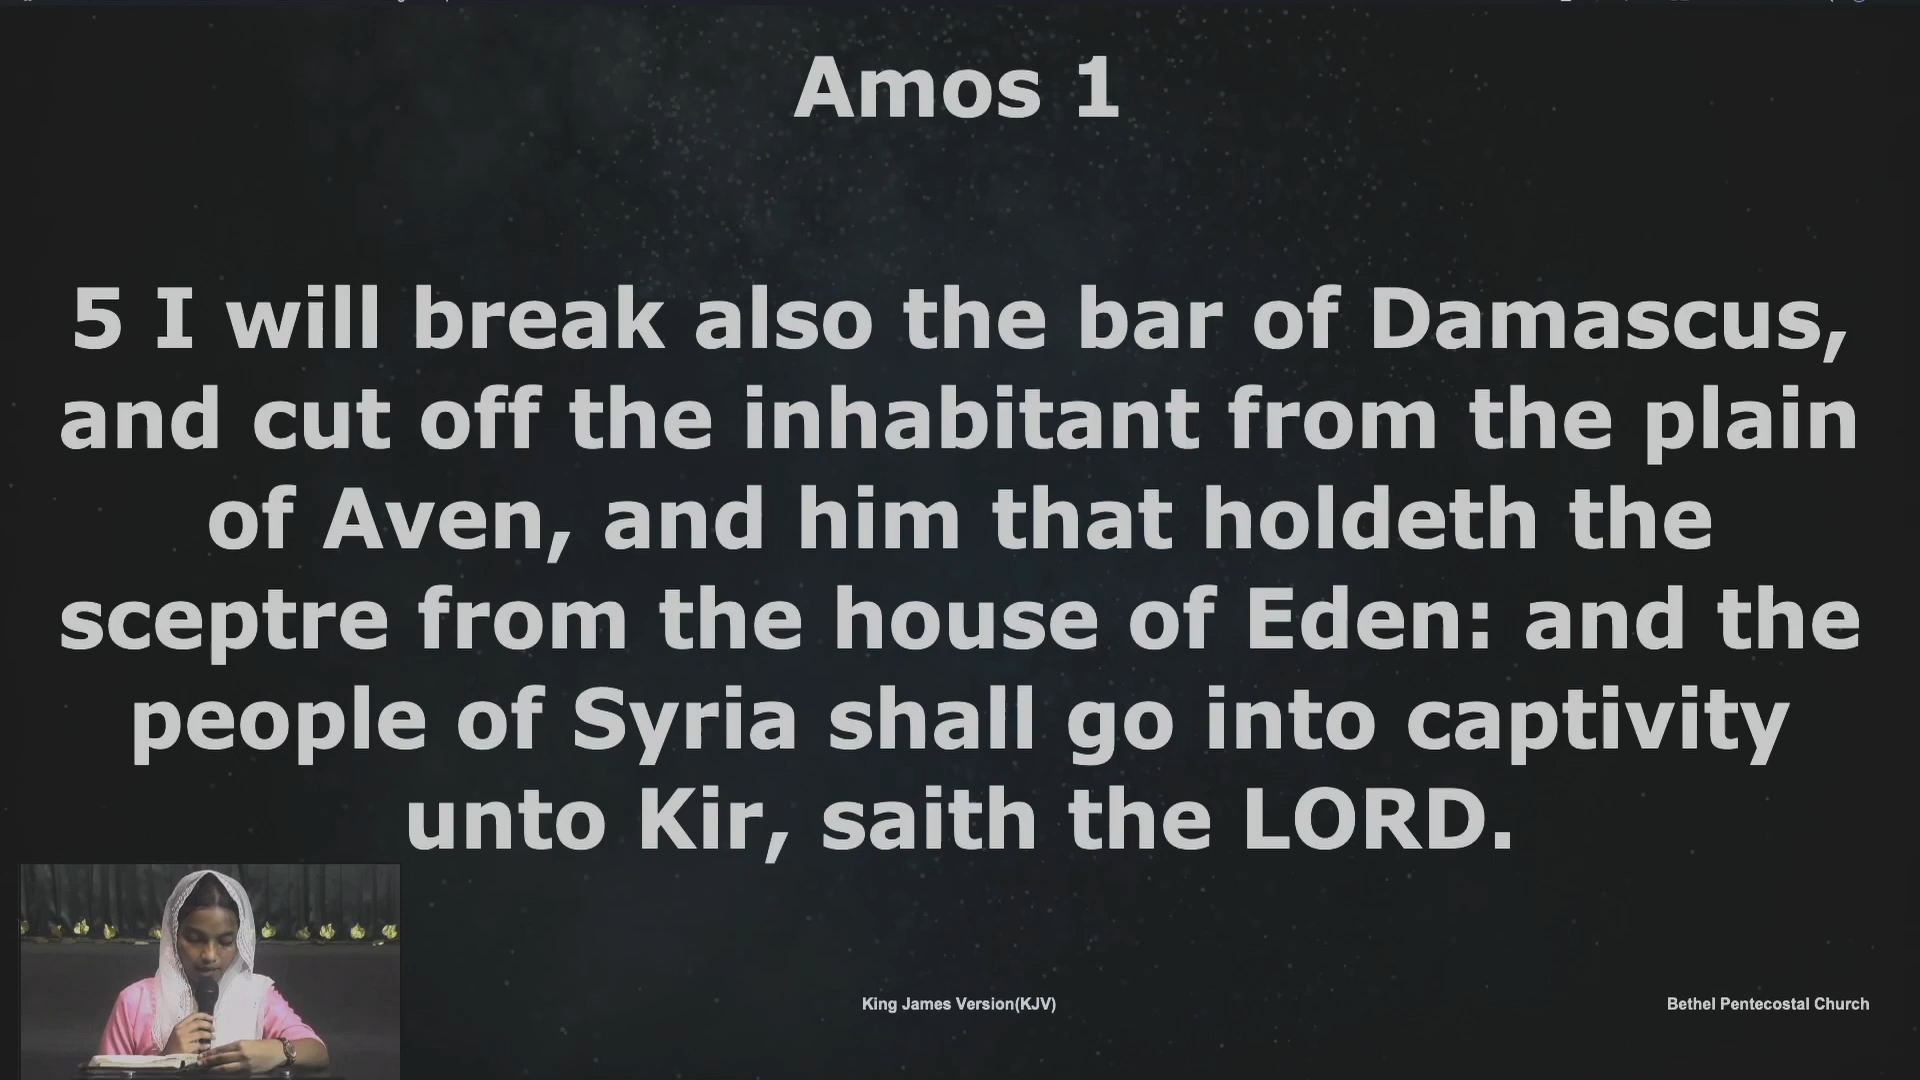 Amos 1
5 I will break also the bar of Damascus,
and cut off the inhabitant from the plain
of Aven, and him that holdeth the
sceptre from the house of Eden: and the
people of Syria shall go into captivity
unto Kir, saith the LORD.
King James Version(KJV)
Bethel Pentecostal Church